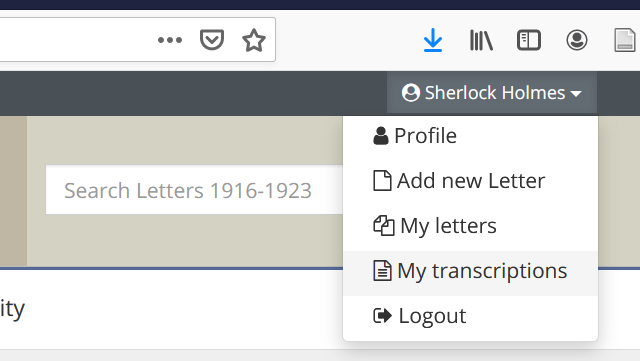 Sherlock Holmes
Profile
Search Letters 1916-1923
Add new Letter
My letters
My transcriptions
ity
Logout